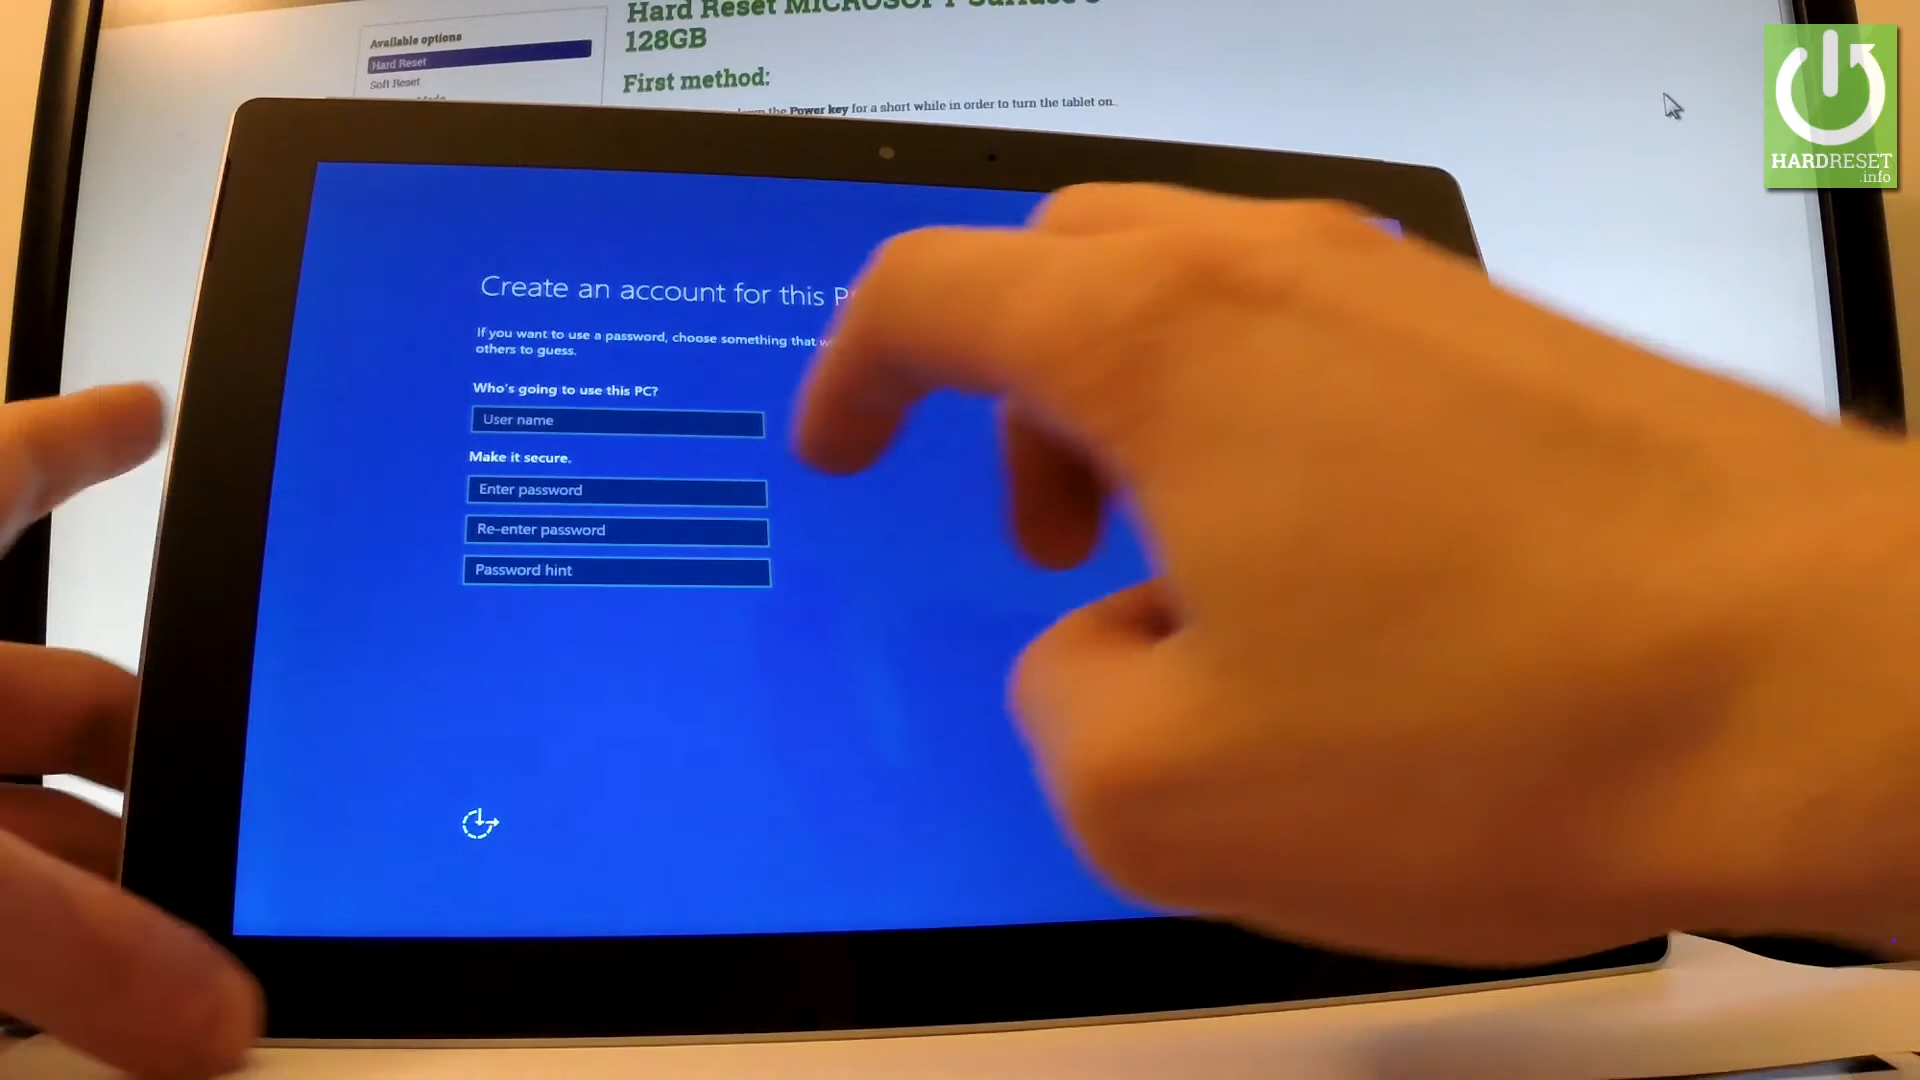 Hard Reset MICROSOFT Surface 3
128GB
Available options
Hard Reset
Soft Reset
First method:
the Power key for a short while in order to turn the tablet on.
HARDRESET
.info
Create an account for this
If you want to use a password, choose something that
others to guess.
Who's going to use this PC?
User name
Make it secure.
Enter password
Re-enter password
Password hint